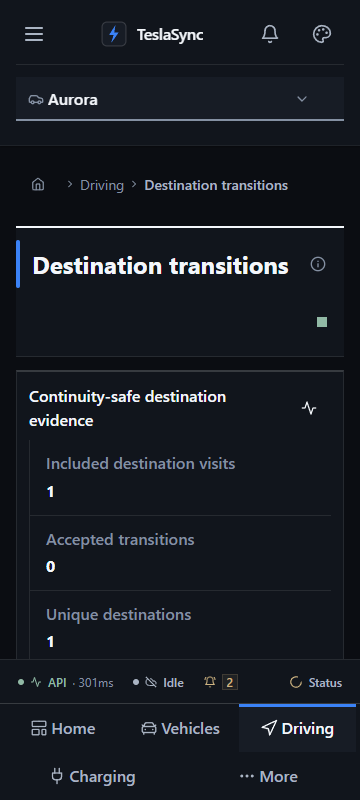 TeslaSync
Aurora
Driving
Destination transitions
Destination transitions
Continuity-safe destination
evidence
Included destination visits
1
Accepted transitions
0
Unique destinations
1
API · 301ms
Idle
2
Status
Home
Vehicles
Driving
Charging
More